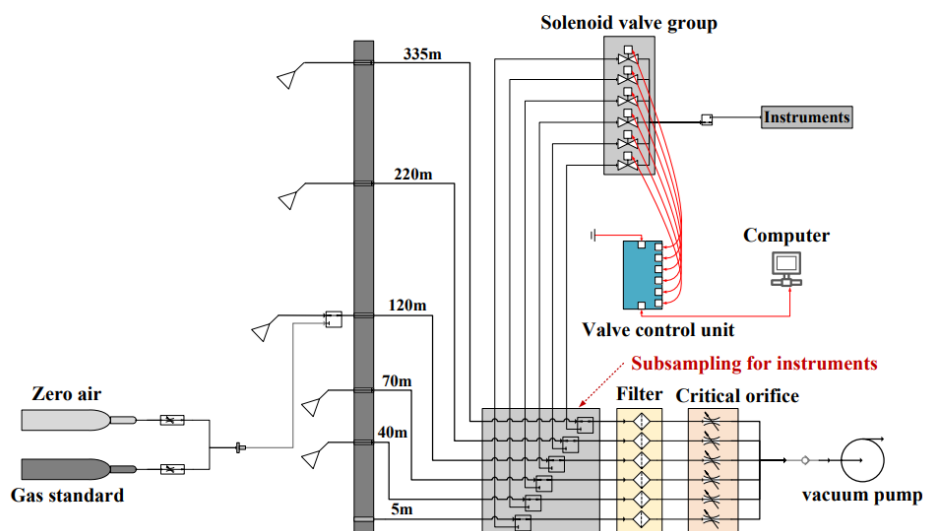 Solenoid valve group
335m
Instruments
220m
Computer
120m
Valve control unit
Subsampling for instruments
Zero air
70m
Filter
Critical orifice
40m
Gas standard
5m
vacuum pump